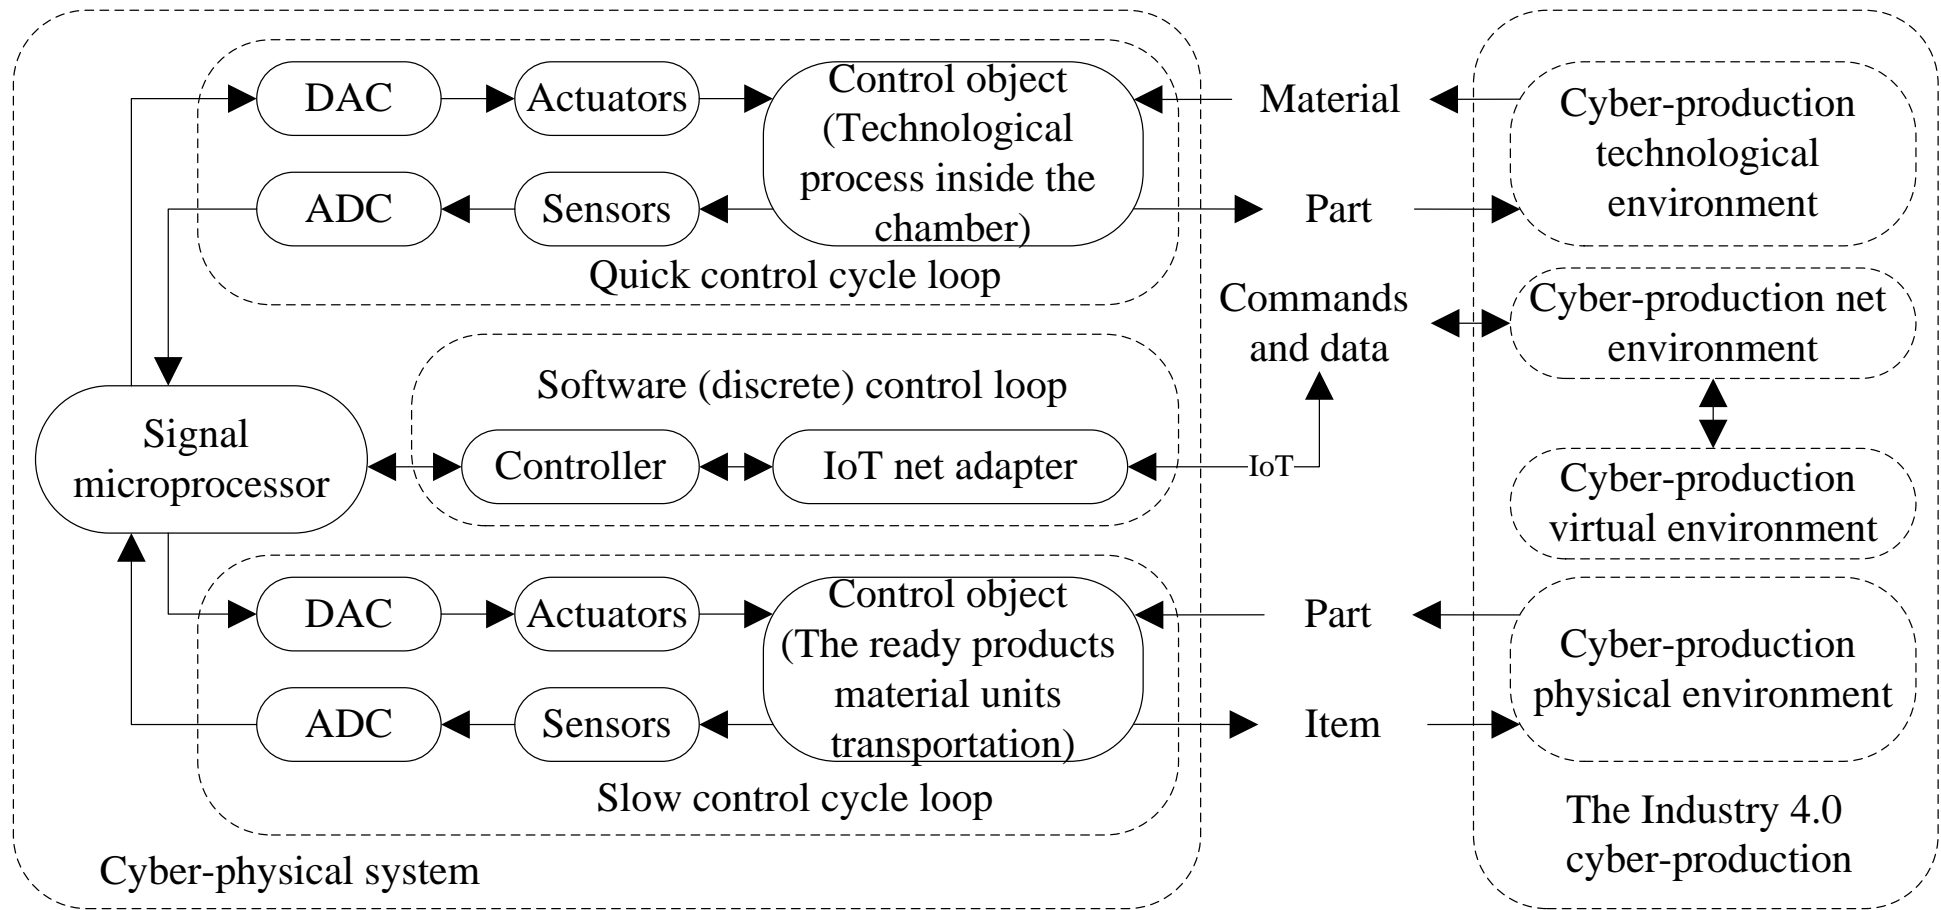 DAC
Actuators
Control object
(Technological
process inside the
chamber)
ADC
Sensors
Quick control cycle loop
Material
Part
Cyber-production
technological
environment
Commands
and data
Cyber-production net
environment
Software (discrete) control loop
Signal
microprocessor
Controller
IoT net adapter
IoT
Cyber-production
virtual environment
DAC
Actuators
Control object
(The ready products
material units
transportation)
ADC
Sensors
Slow control cycle loop
Part
Item
Cyber-production
physical environment
The Industry 4.0
cyber-production
Cyber-physical system